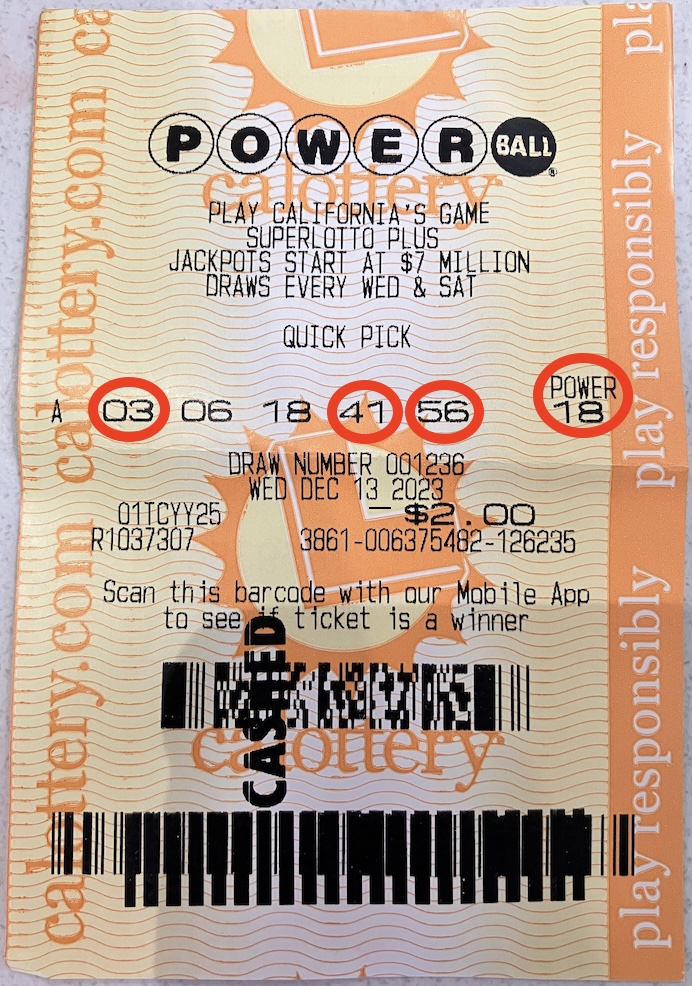 POWERBALL®
calottery
PLAY CALIFORNIA'S GAME
SUPERLOTTO PLUS
JACKPOTS START AT $7 MILLION
DRAWS EVERY WED & SAT
QUICK PICK
A 03 06 18 41 56 POWER 18
DRAW NUMBER 001236
WED DEC 13 2023
$2.00
01TCYY25
R1037307 3861-006375482-126235
Scan this barcode with our Mobile App
to see if ticket is a winner
CASHED
calottery
calottery.com calottery.com ca
play responsibly play responsibly pla